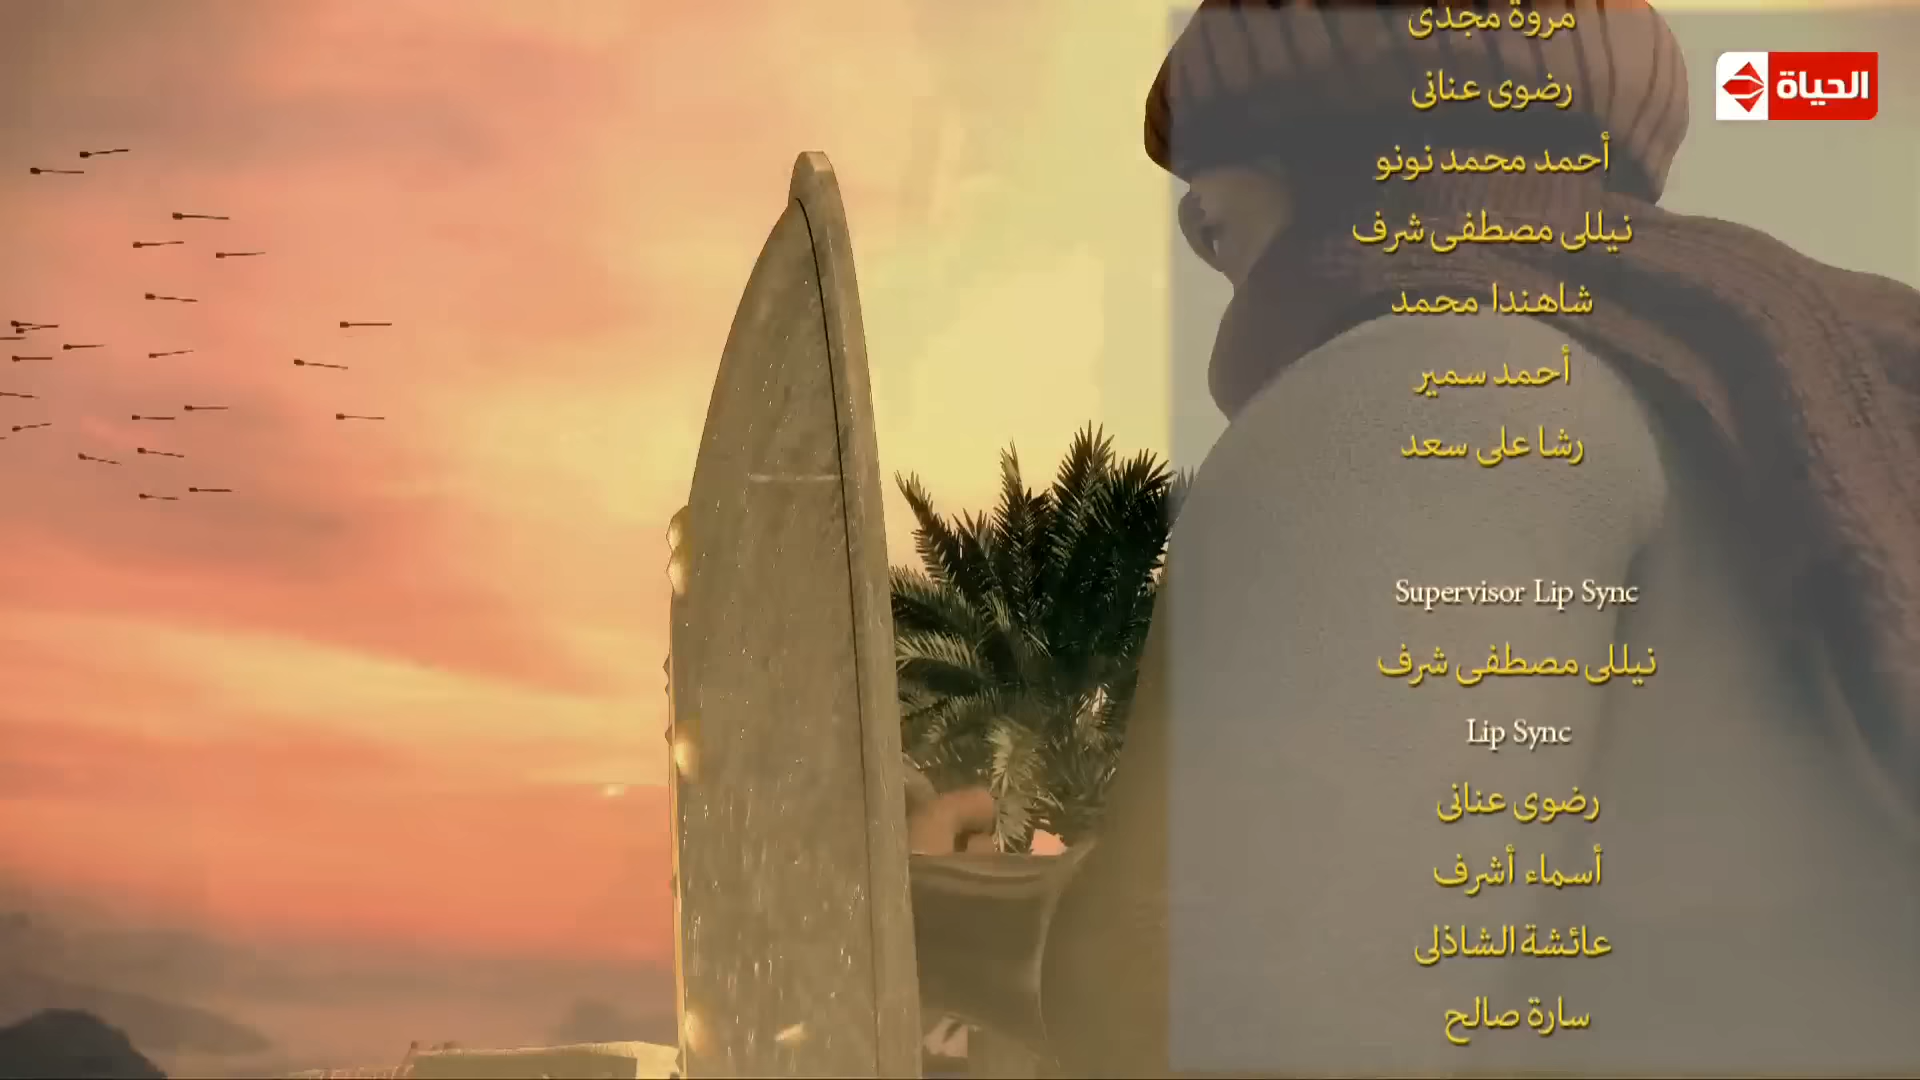 مروة مجدى
الحياة
رضوى عنانى
أحمد محمد نونو
نيللى مصطفى شرف
شاهندا محمد
أحمد سمير
رشا على سعد
Supervisor Lip Sync
نيللى مصطفى شرف
Lip Sync
رضوى عنانى
أسماء أشرف
عائشة الشاذلى
سارة صالح